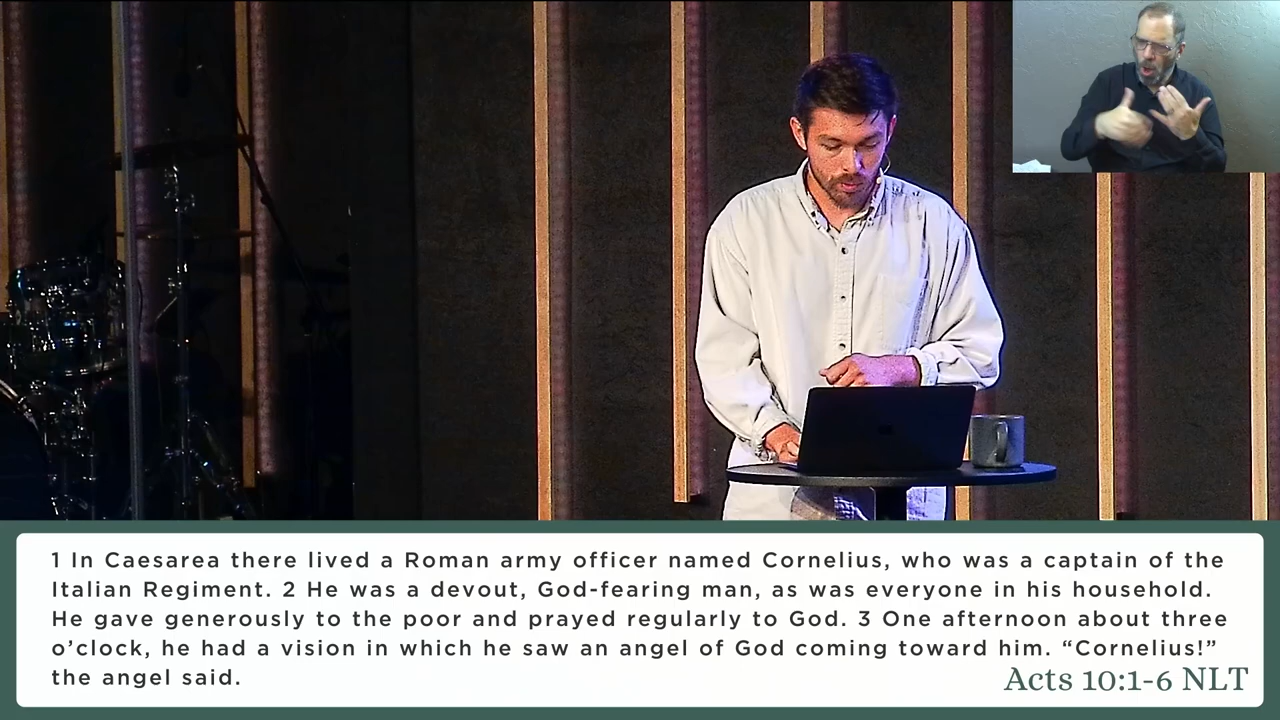 1 In Caesarea there lived a Roman army officer named Cornelius, who was a captain of the
Italian Regiment. 2 He was a devout, God-fearing man, as was everyone in his household.
He gave generously to the poor and prayed regularly to God. 3 One afternoon about three
o’clock, he had a vision in which he saw an angel of God coming toward him. “Cornelius!”
the angel said.
Acts 10:1-6 NLT